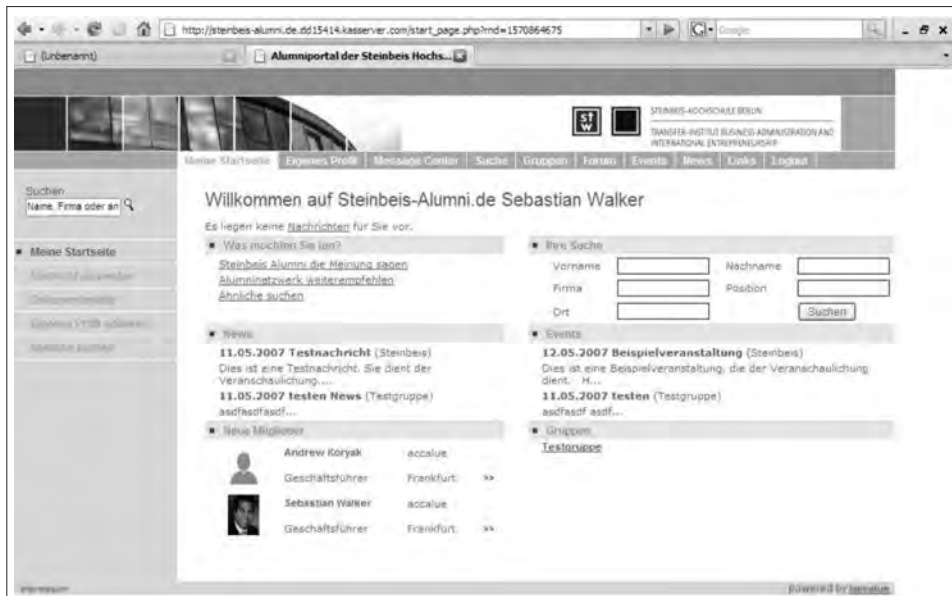 http://steinbeis-alumni.de.dd15414.kasserver.com/start_page.php?rnd=1570864675
G Google
(Unbenannt)
Alumniportal der Steinbeis Hochs...
STEINBEIS-HOCHSCHULE BERLIN
TRANSFER-INSTITUT BUSINESS ADMINISTRATION AND
INTERNATIONAL ENTREPRENEURSHIP
Meine Startseite Eigenes Profil Message Center Suche Gruppen Forum Events News Links Logout
Suchen
Name, Firma oder an
Meine Startseite
Willkommen auf Steinbeis-Alumni.de Sebastian Walker
Es liegen keine Nachrichten für Sie vor.
Was möchten Sie tun?
Steinbeis Alumni die Meinung sagen
Alumninetzwerk weiterempfehlen
Ähnliche suchen
Ihre Suche
Vorname Nachname
Firma Position
Ort Suchen
News
11.05.2007 Testnachricht (Steinbeis)
Dies ist eine Testnachricht. Sie dient der
Veranschaulichung....
11.05.2007 testen News (Testgruppe)
asdfasdfasdf...
Events
12.05.2007 Beispielveranstaltung (Steinbeis)
Dies ist eine Beispielveranstaltung, die der Veranschaulichung
dient. H...
11.05.2007 testen (Testgruppe)
asdfasdf asdf...
Neue Mitglieder
Andrew Koryak accalue
Geschäftsführer Frankfurt >>
Sebastian Walker accalue
Geschäftsführer Frankfurt >>
Gruppen
Testgruppe
Impressum
powered by